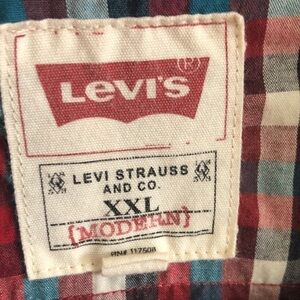 Levi's®
LEVI STRAUSS
AND CO.
XXL
{MODERN}
RN# 117508